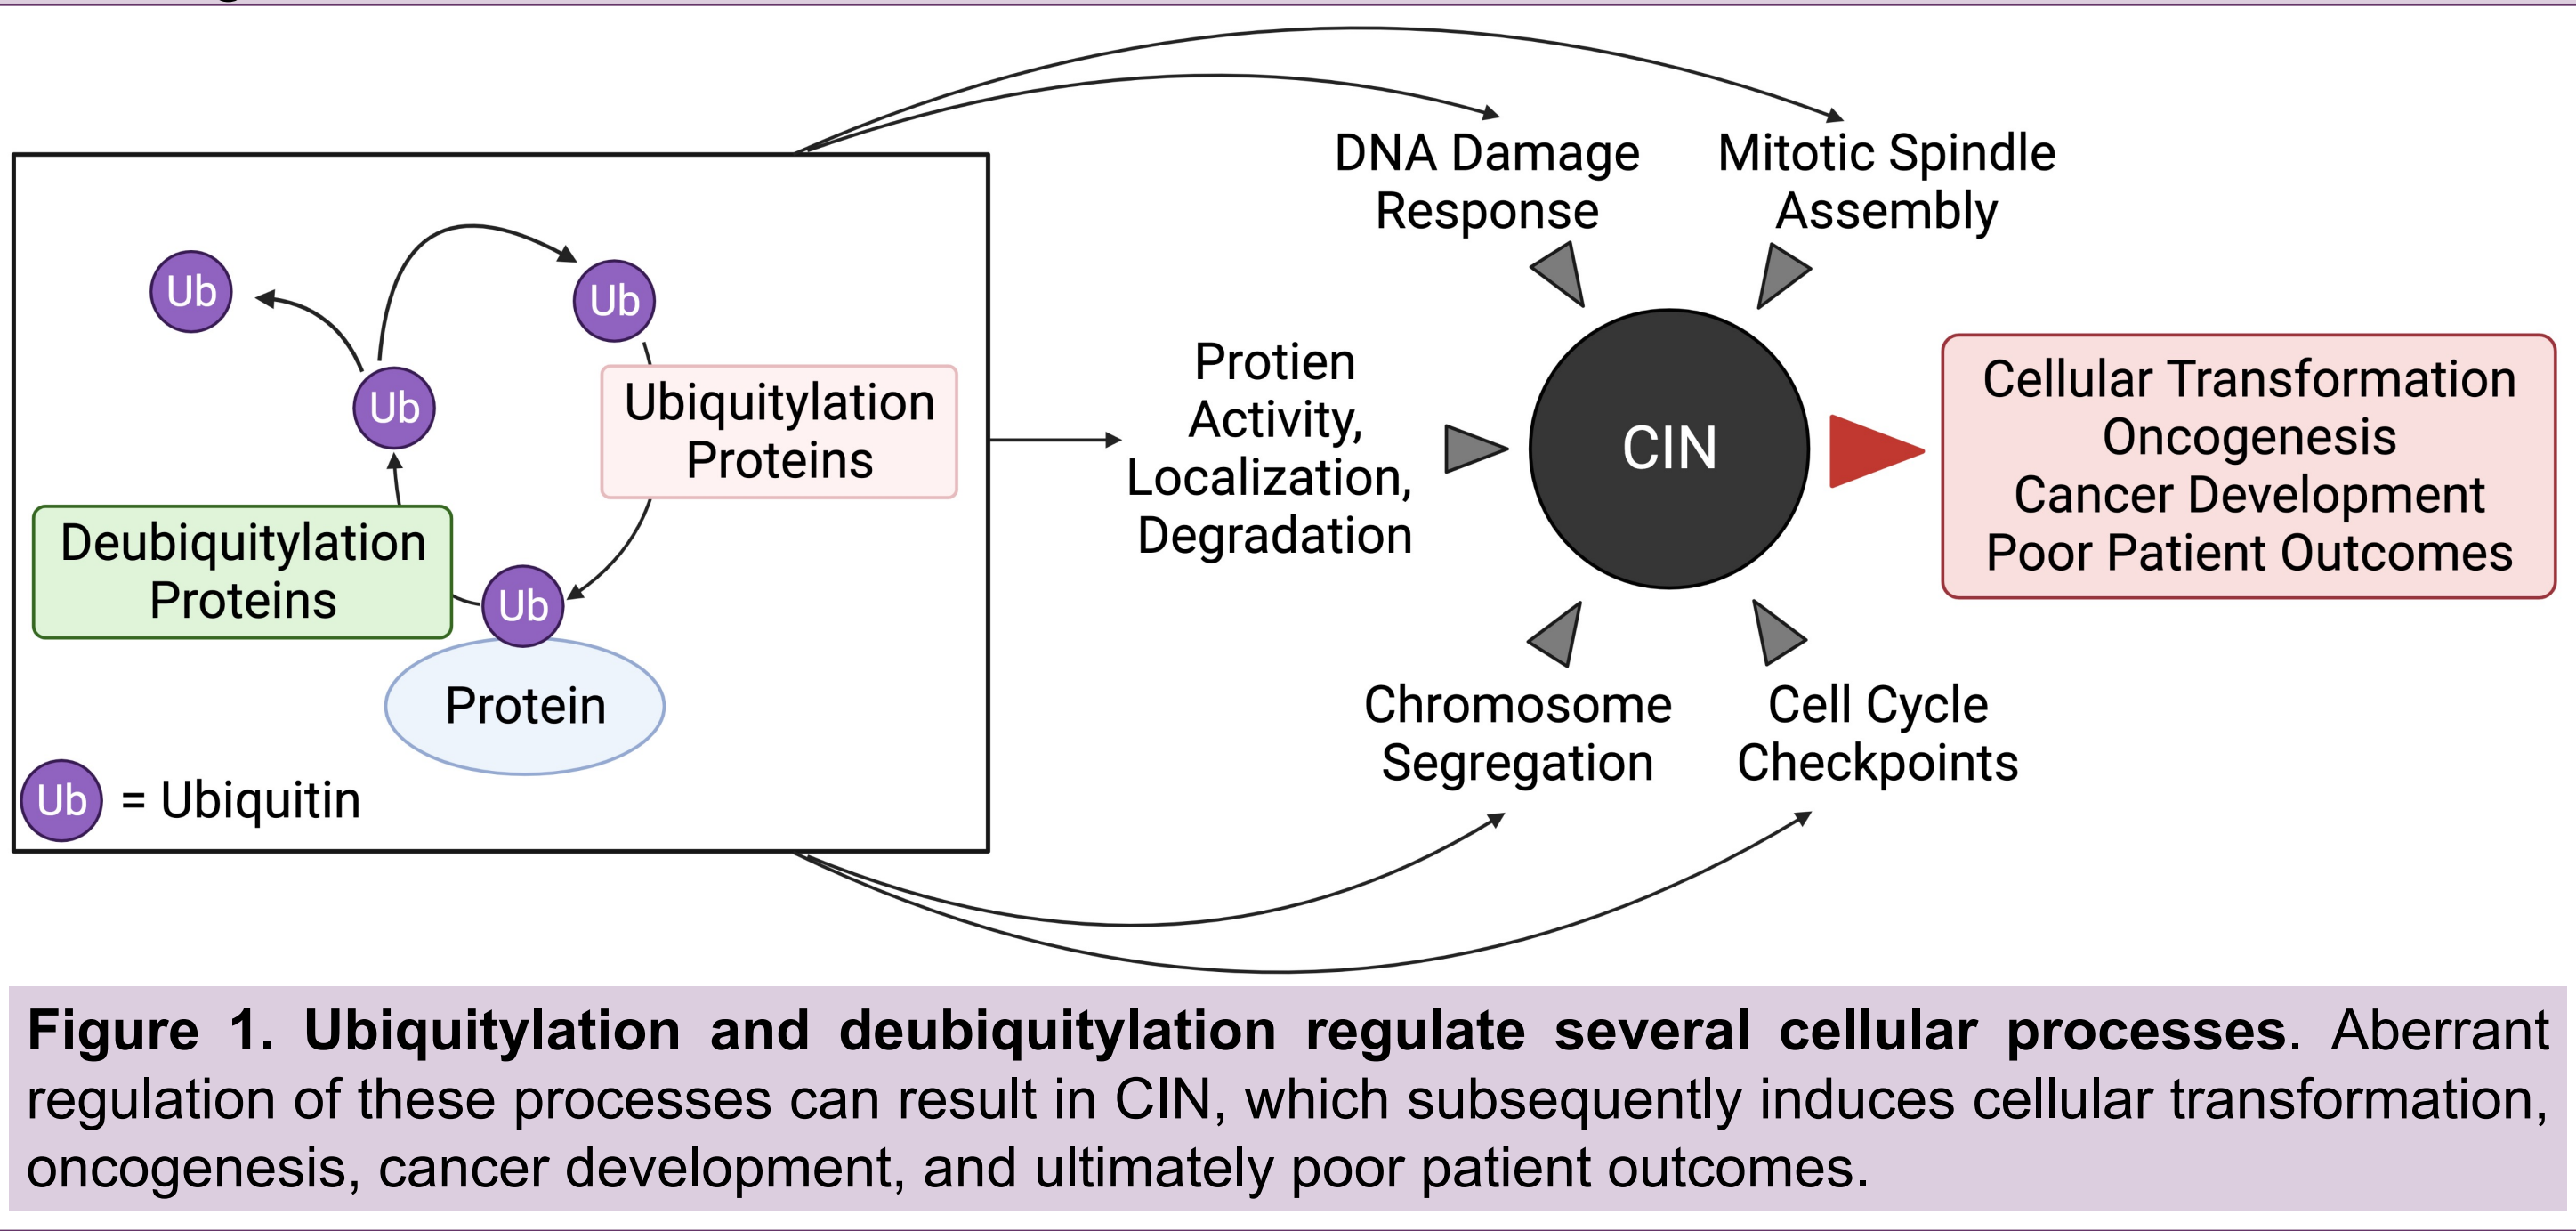 Ub
Ub
Ub
Ubiquitylation
Proteins
Deubiquitylation
Proteins
Ub
Protein
Ub = Ubiquitin
DNA Damage
Response
Mitotic Spindle
Assembly
Protien
Activity,
Localization,
Degradation
CIN
Cellular Transformation
Oncogenesis
Cancer Development
Poor Patient Outcomes
Chromosome
Segregation
Cell Cycle
Checkpoints
Figure 1. Ubiquitylation and deubiquitylation regulate several cellular processes. Aberrant
regulation of these processes can result in CIN, which subsequently induces cellular transformation,
oncogenesis, cancer development, and ultimately poor patient outcomes.